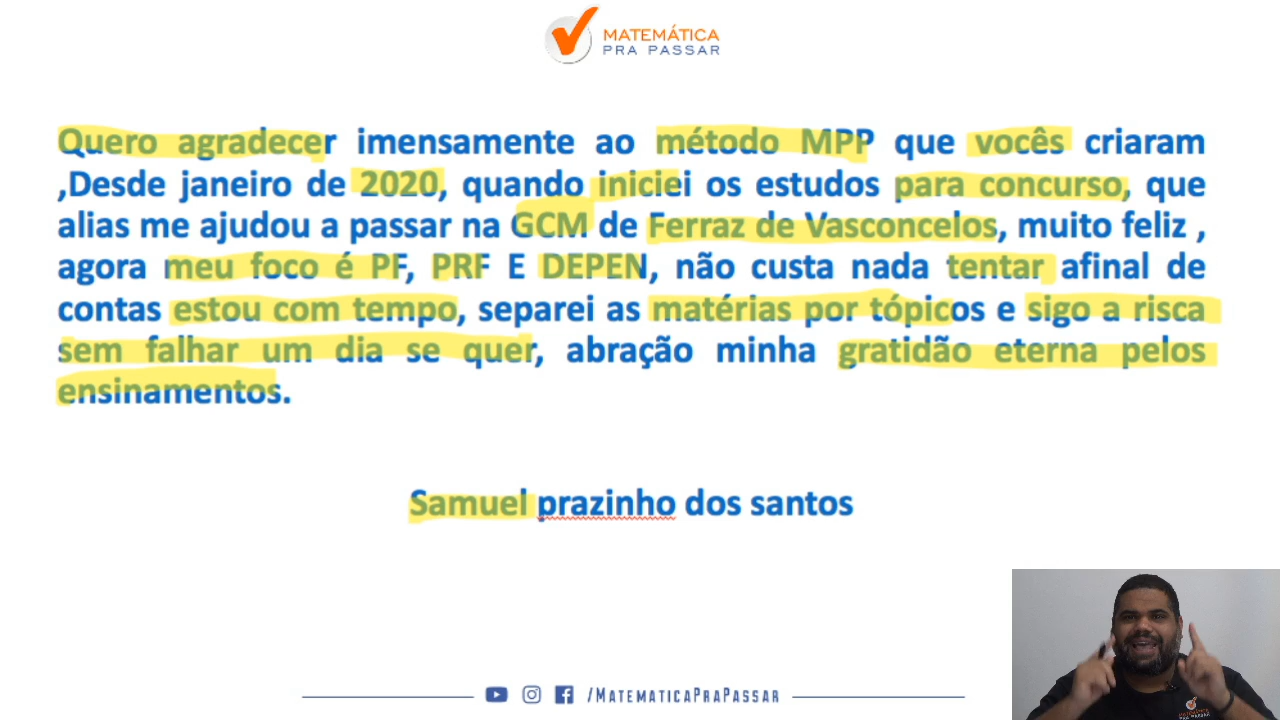 MATEMÁTICA
PRA PASSAR
Quero agradecer imensamente ao método MPP que vocês criaram
,Desde janeiro de 2020, quando iniciei os estudos para concurso, que
alias me ajudou a passar na GCM de Ferraz de Vasconcelos, muito feliz ,
agora meu foco é PF, PRF E DEPEN, não custa nada tentar afinal de
contas estou com tempo, separei as matérias por tópicos e sigo a risca
sem falhar um dia se quer, abração minha gratidão eterna pelos
ensinamentos.
Samuel prazinho dos santos
/MATEMATICAPRAPASSAR
MATEMÁTICA
PRA PASSAR